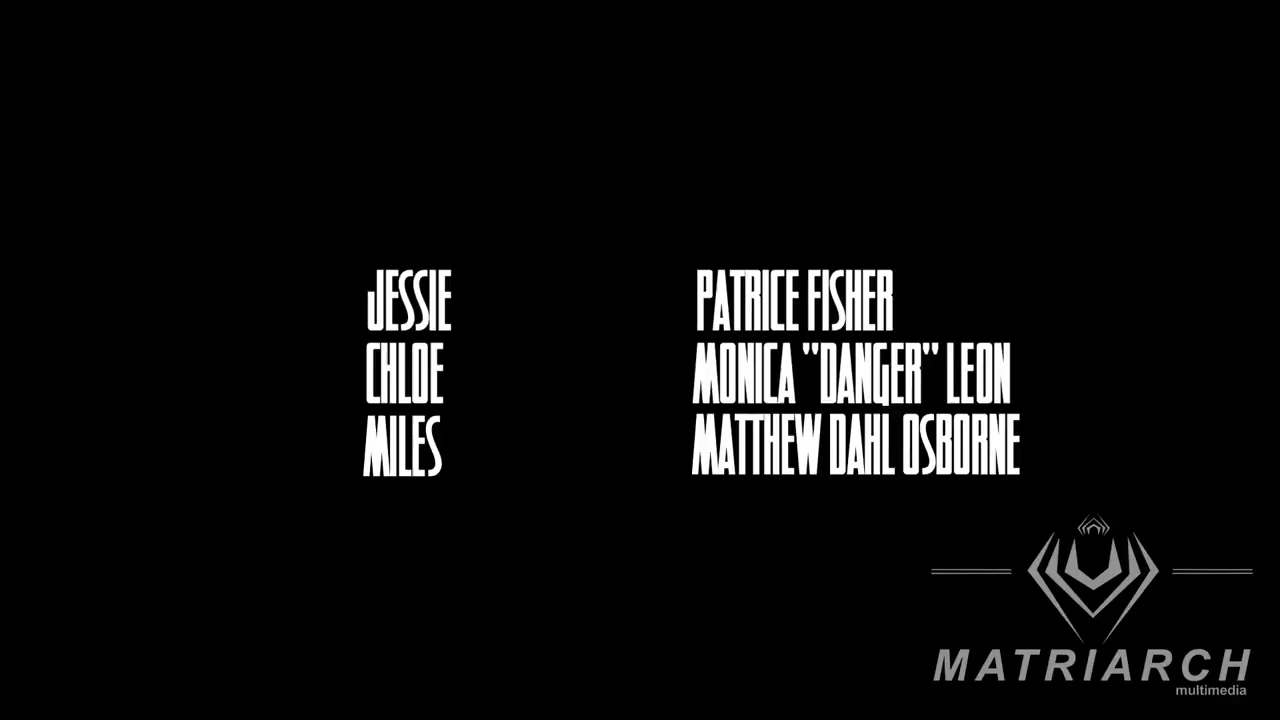 JESSIE PATRICE FISHER
CHLOE MONICA "DANGER" LEON
MILES MATTHEW DAHL OSBORNE
MATRIARCH
multimedia